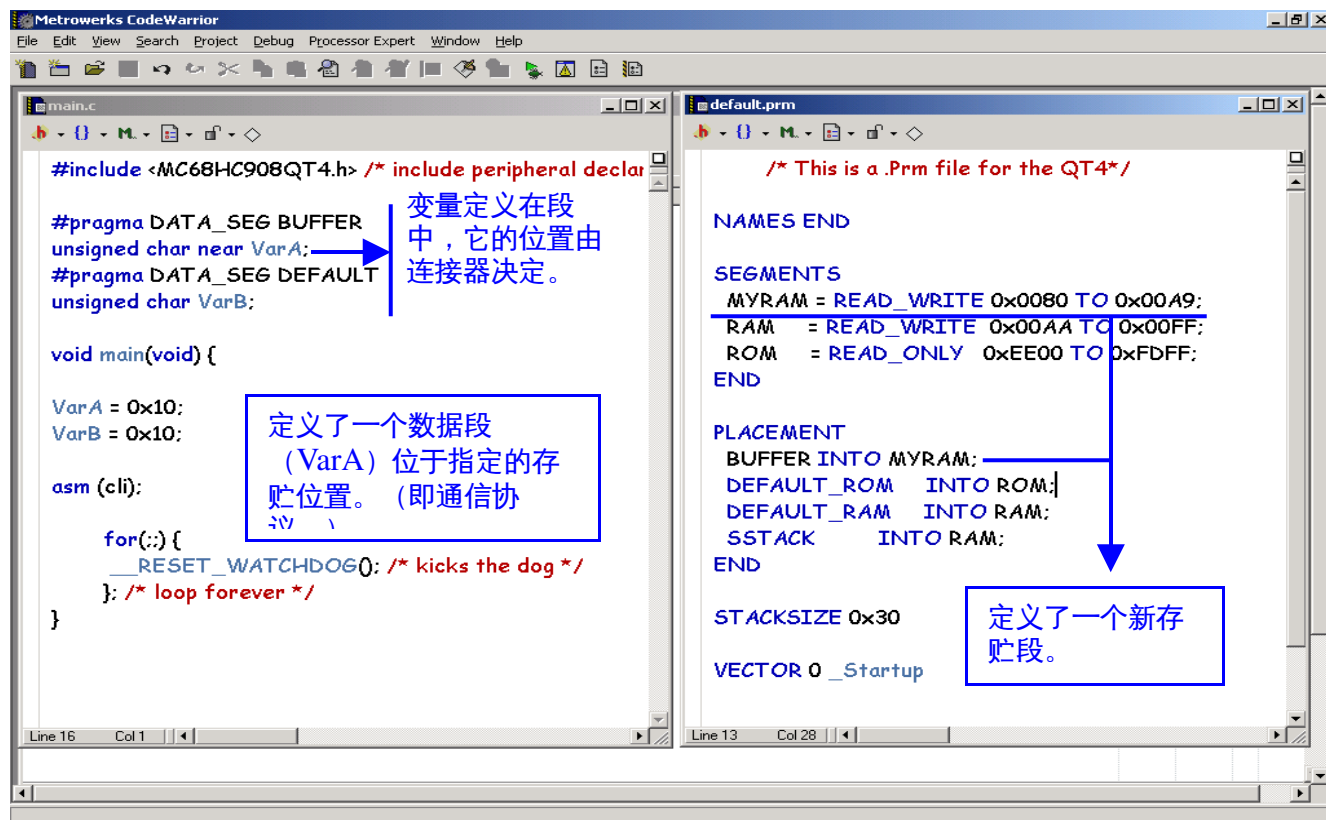 Metrowerks CodeWarrior
File Edit View Search Project Debug Processor Expert Window Help
main.c
#include <MC68HC908QT4.h> /* include peripheral declar
#pragma DATA_SEG BUFFER
unsigned char near VarA;
#pragma DATA_SEG DEFAULT
unsigned char VarB;
变量定义在段
中，它的位置由
连接器决定。
void main(void) {
VarA = 0x10;
VarB = 0x10;
asm (cli);
for(;;) {
__RESET_WATCHDOG(); /* kicks the dog */
}; /* loop forever */
}
定义了一个数据段
（VarA）位于指定的存
贮位置。（即通信协
议 ）
Line 16 Col 1
default.prm
/* This is a .Prm file for the QT4*/
NAMES END
SEGMENTS
MYRAM = READ_WRITE 0x0080 TO 0x00A9;
RAM = READ_WRITE 0x00AA TO 0x00FF;
ROM = READ_ONLY 0xEE00 TO 0xFDFF;
END
PLACEMENT
BUFFER INTO MYRAM;
DEFAULT_ROM INTO ROM;
DEFAULT_RAM INTO RAM;
SSTACK INTO RAM;
END
STACKSIZE 0x30
VECTOR 0 _Startup
定义了一个新存
贮段。
Line 13 Col 28